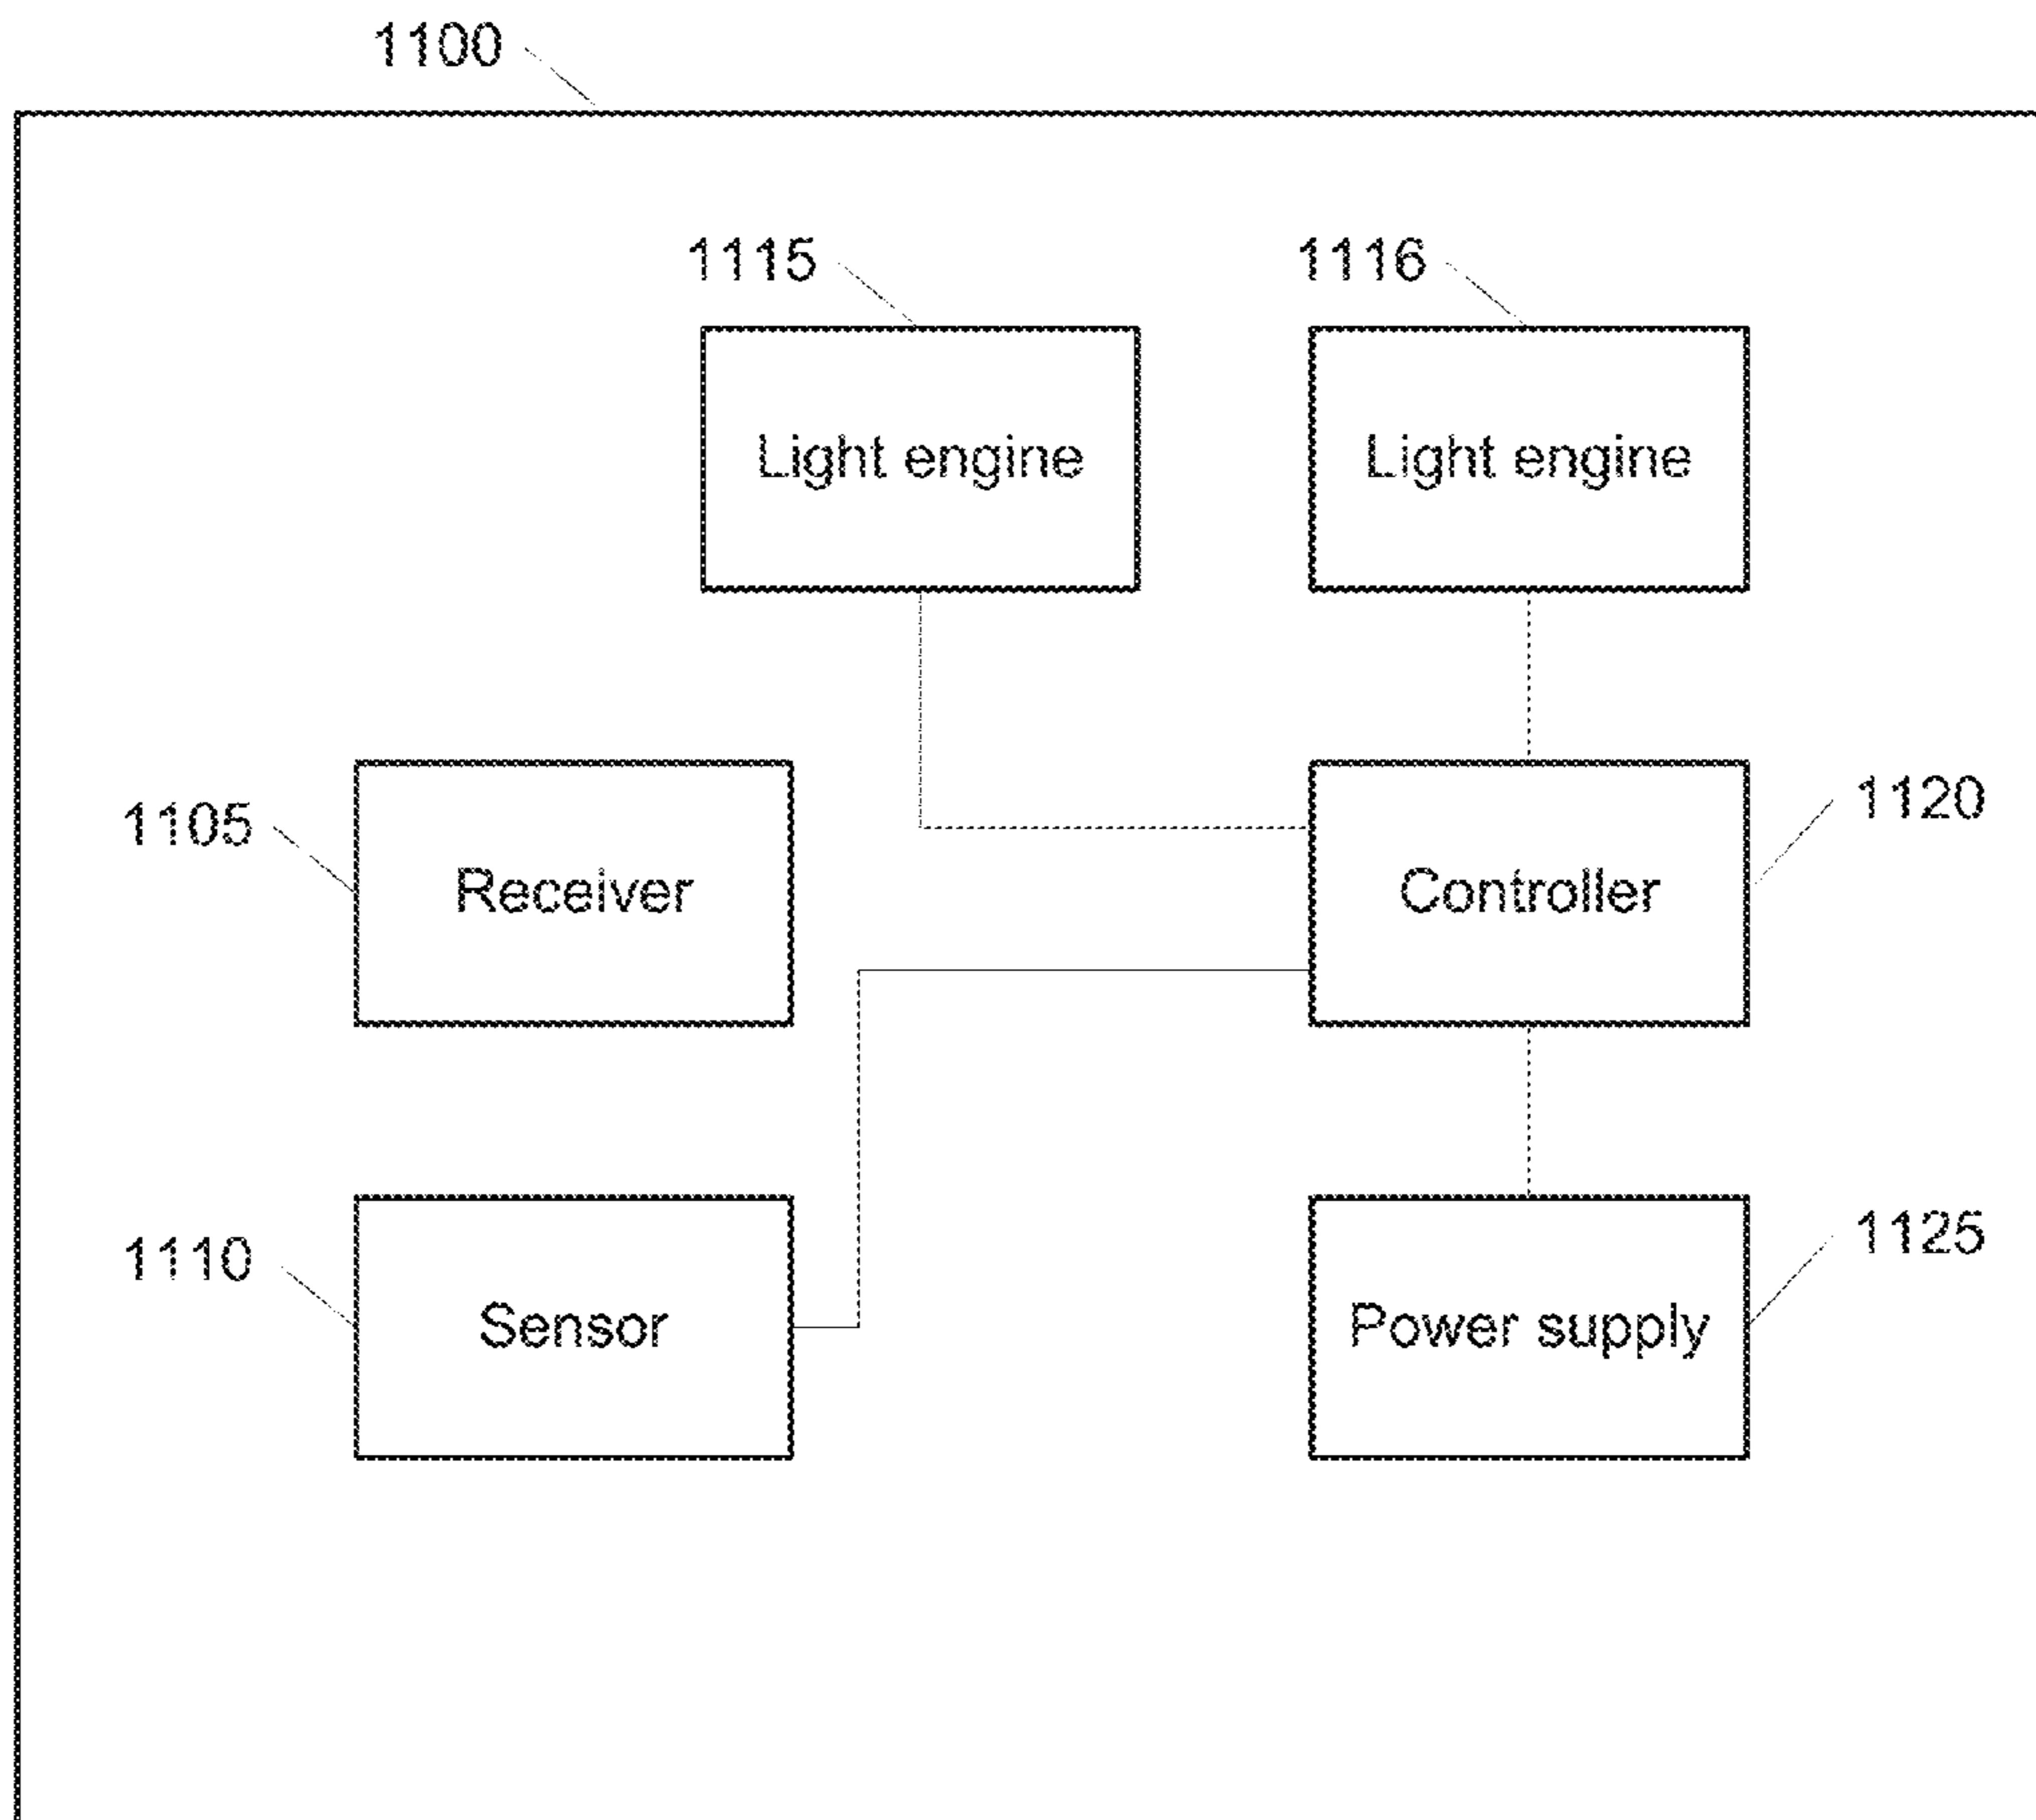 1100
1115
1116
Light engine
Light engine
1105
1120
Receiver
Controller
1110
1125
Sensor
Power supply